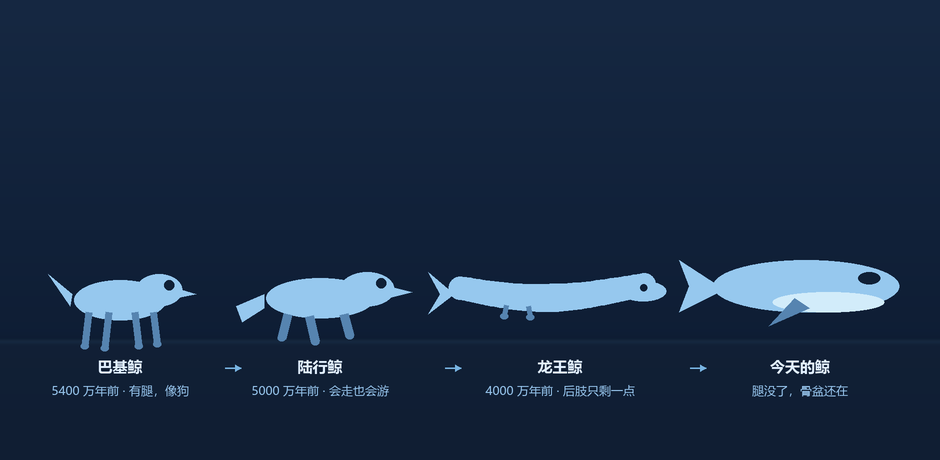 巴基鲸 → 陆行鲸 → 龙王鲸 → 今天的鲸
5400 万年前 · 有腿，像狗
5000 万年前 · 会走也会游
4000 万年前 · 后肢只剩一点
腿没了，骨盆还在